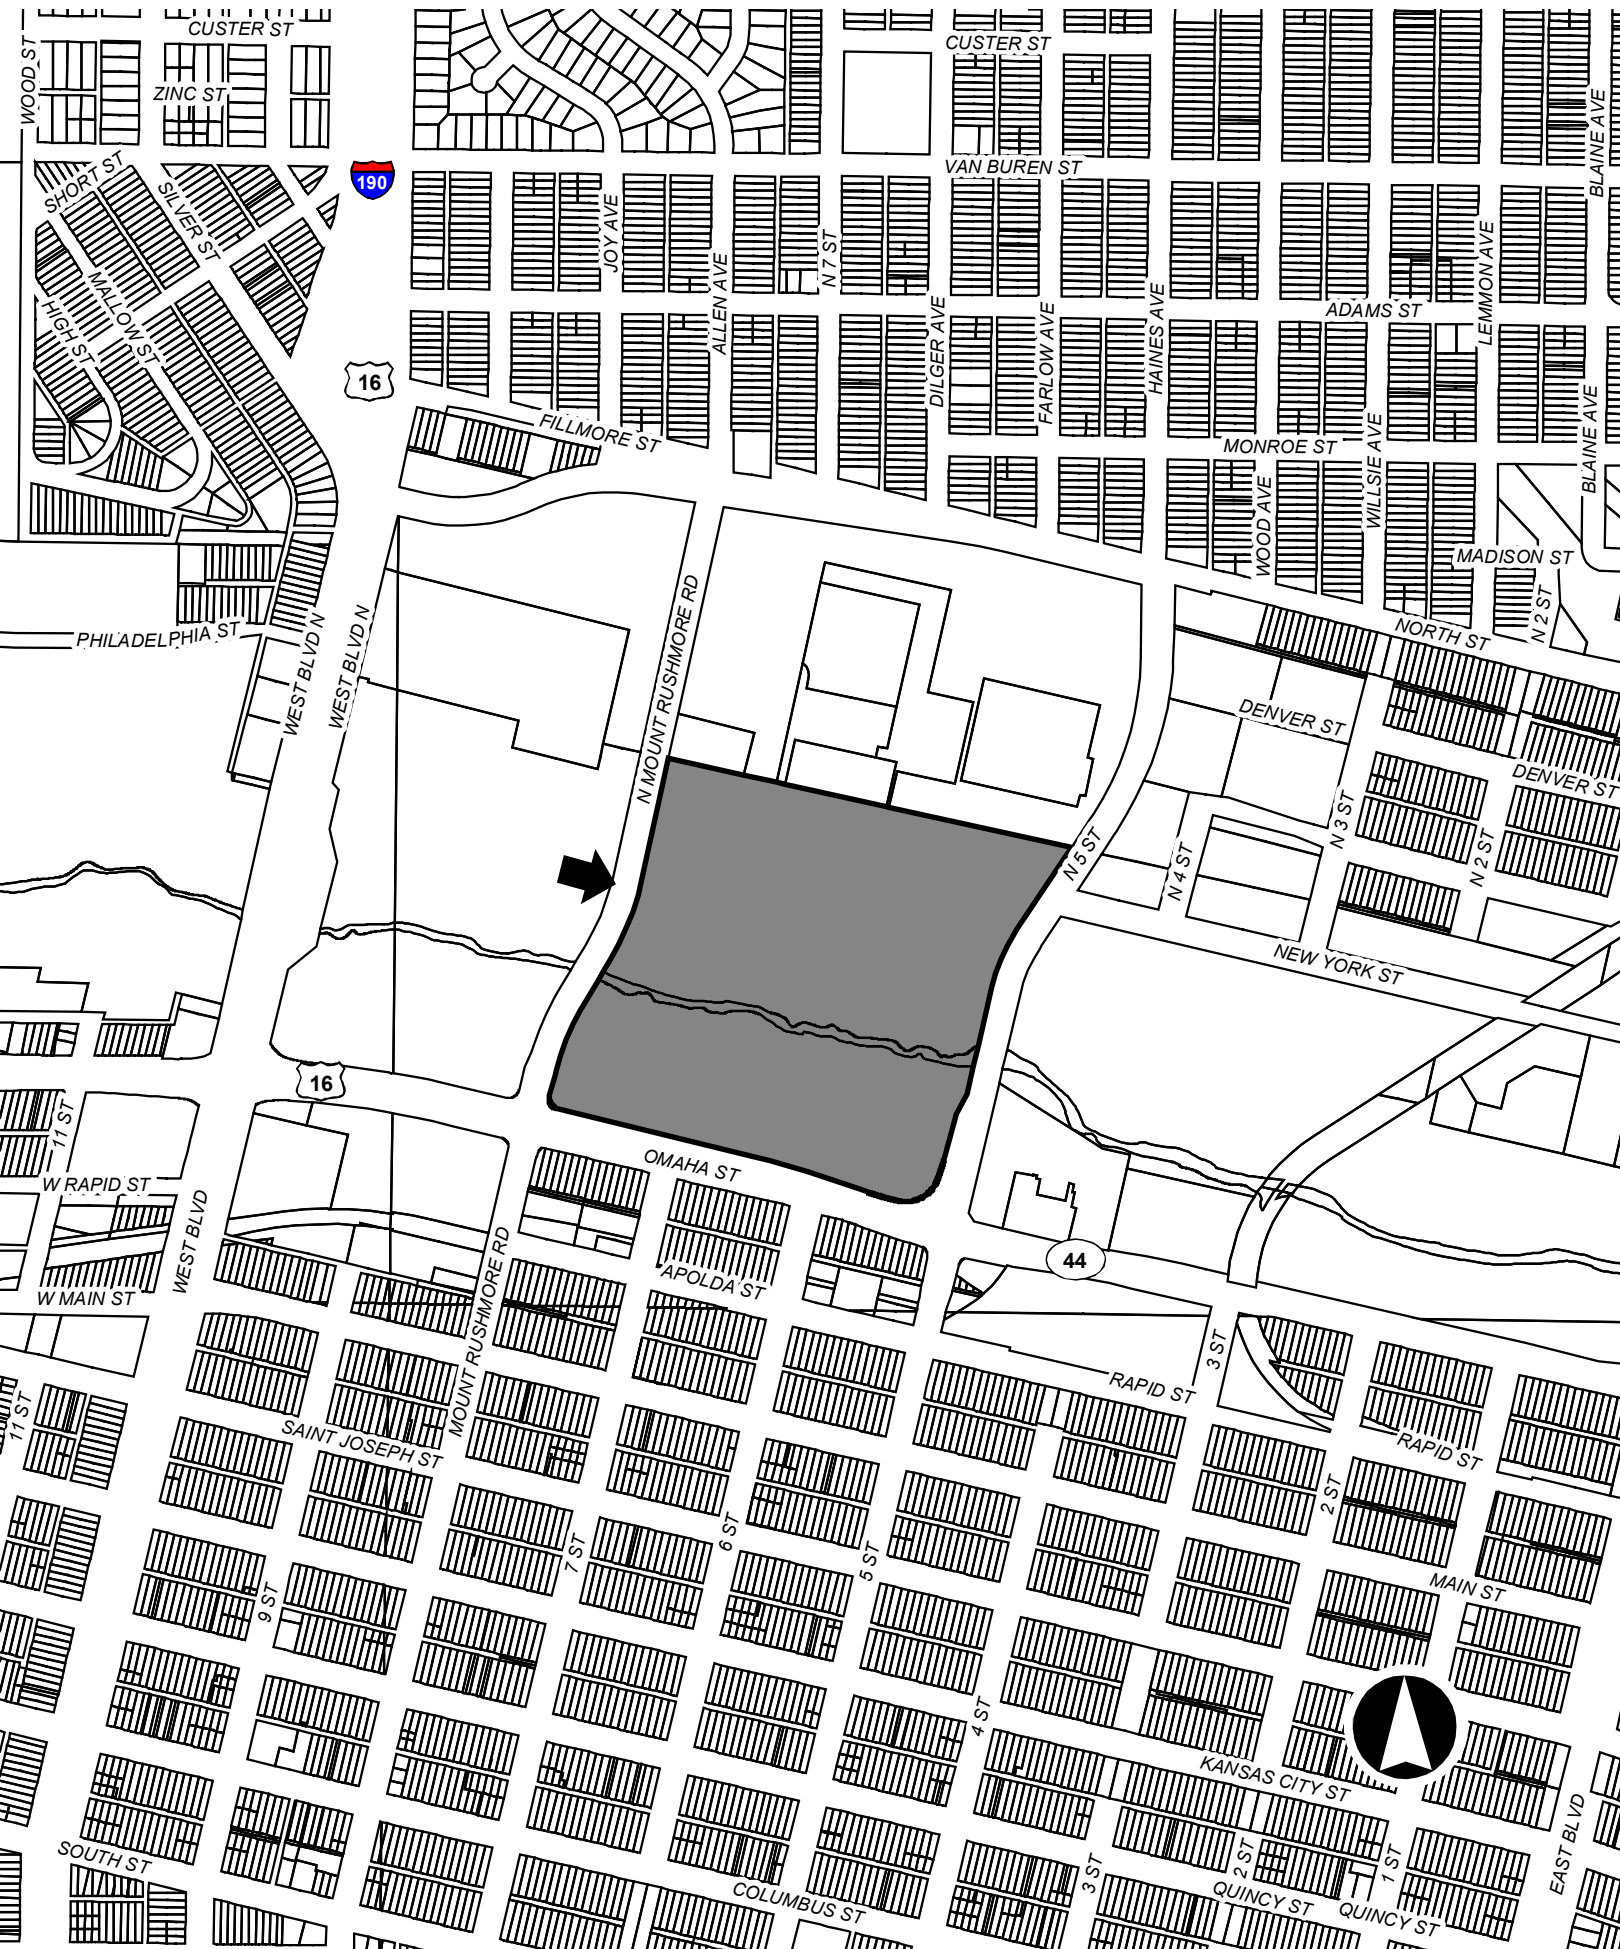 CUSTER ST
CUSTER ST
WOOD ST
ZINC ST
BLAINE AVE
VAN BUREN ST
SHORT ST
190
SILVER ST
JOY AVE
N 7 ST
ALLEN AVE
LEMMON AVE
MALLOW ST
HIGH ST
DILGER AVE
FARLOW AVE
HAINES AVE
ADAMS ST
16
FILLMORE ST
MONROE ST
WILLSIE AVE
BLAINE AVE
WOOD AVE
MADISON ST
N 2 ST
NORTH ST
PHILADELPHIA ST
WEST BLVD N
WEST BLVD N
N MOUNT RUSHMORE RD
DENVER ST
DENVER ST
N 3 ST
N 5 ST
N 4 ST
N 2 ST
NEW YORK ST
16
11 ST
OMAHA ST
W RAPID ST
WEST BLVD
44
APOLDA ST
W MAIN ST
MOUNT RUSHMORE RD
3 ST
RAPID ST
11 ST
SAINT JOSEPH ST
RAPID ST
2 ST
7 ST
6 ST
5 ST
MAIN ST
9 ST
4 ST
KANSAS CITY ST
SOUTH ST
3 ST
2 ST
1 ST
EAST BLVD
COLUMBUS ST
QUINCY ST
QUINCY ST